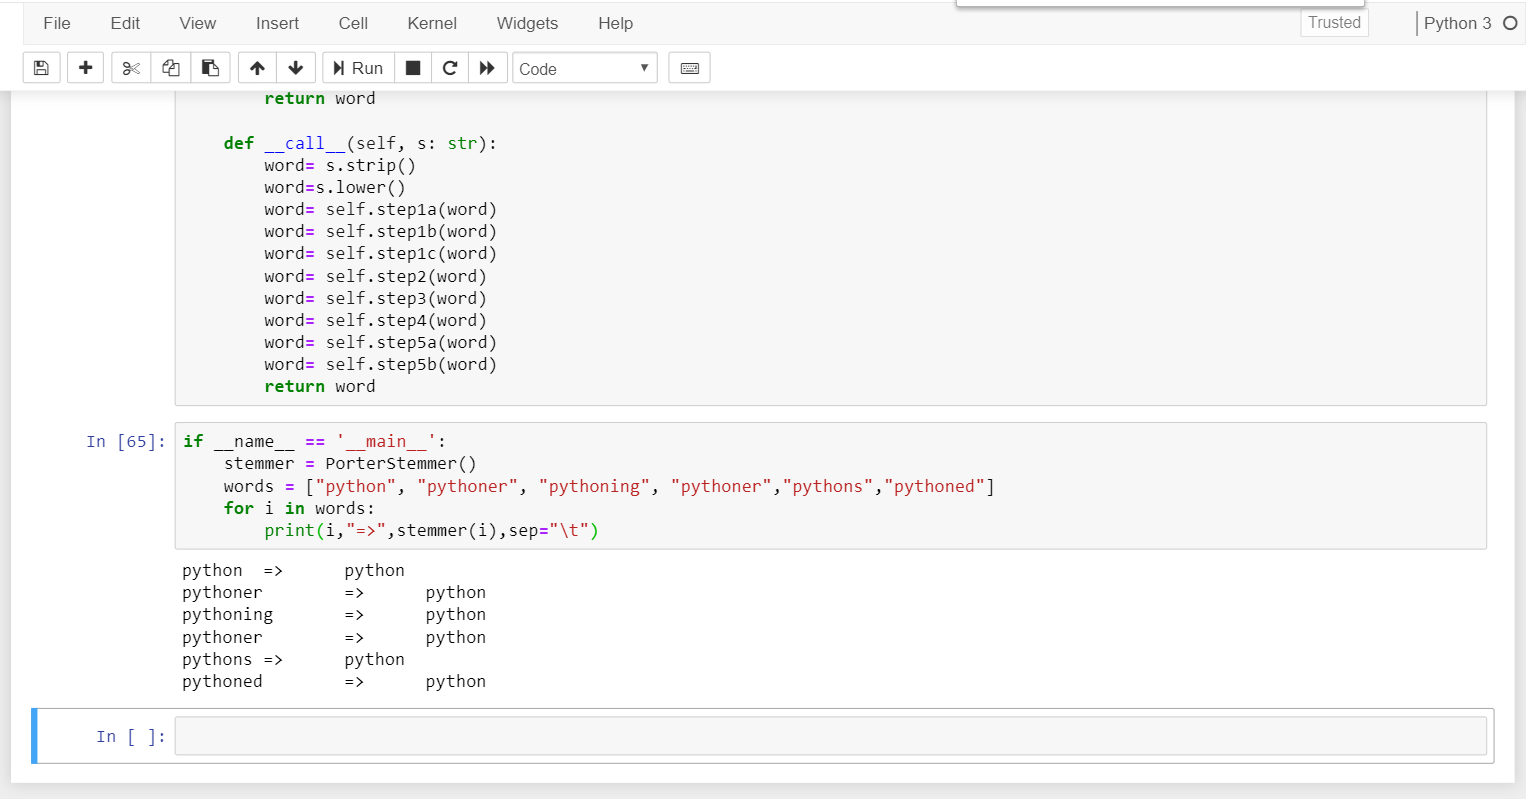 File Edit View Insert Cell Kernel Widgets Help Trusted Python 3
Run Code
return word
def __call__(self, s: str):
word= s.strip()
word=s.lower()
word= self.step1a(word)
word= self.step1b(word)
word= self.step1c(word)
word= self.step2(word)
word= self.step3(word)
word= self.step4(word)
word= self.step5a(word)
word= self.step5b(word)
return word
In [65]: if __name__ == '__main__':
stemmer = PorterStemmer()
words = ["python", "pythoner", "pythoning", "pythoner","pythons","pythoned"]
for i in words:
print(i,"=>",stemmer(i),sep="\t")
python => python
pythoner => python
pythoning => python
pythoner => python
pythons => python
pythoned => python
In [ ]: